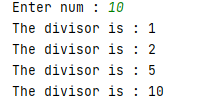 Enter num : 10
The divisor is : 1
The divisor is : 2
The divisor is : 5
The divisor is : 10